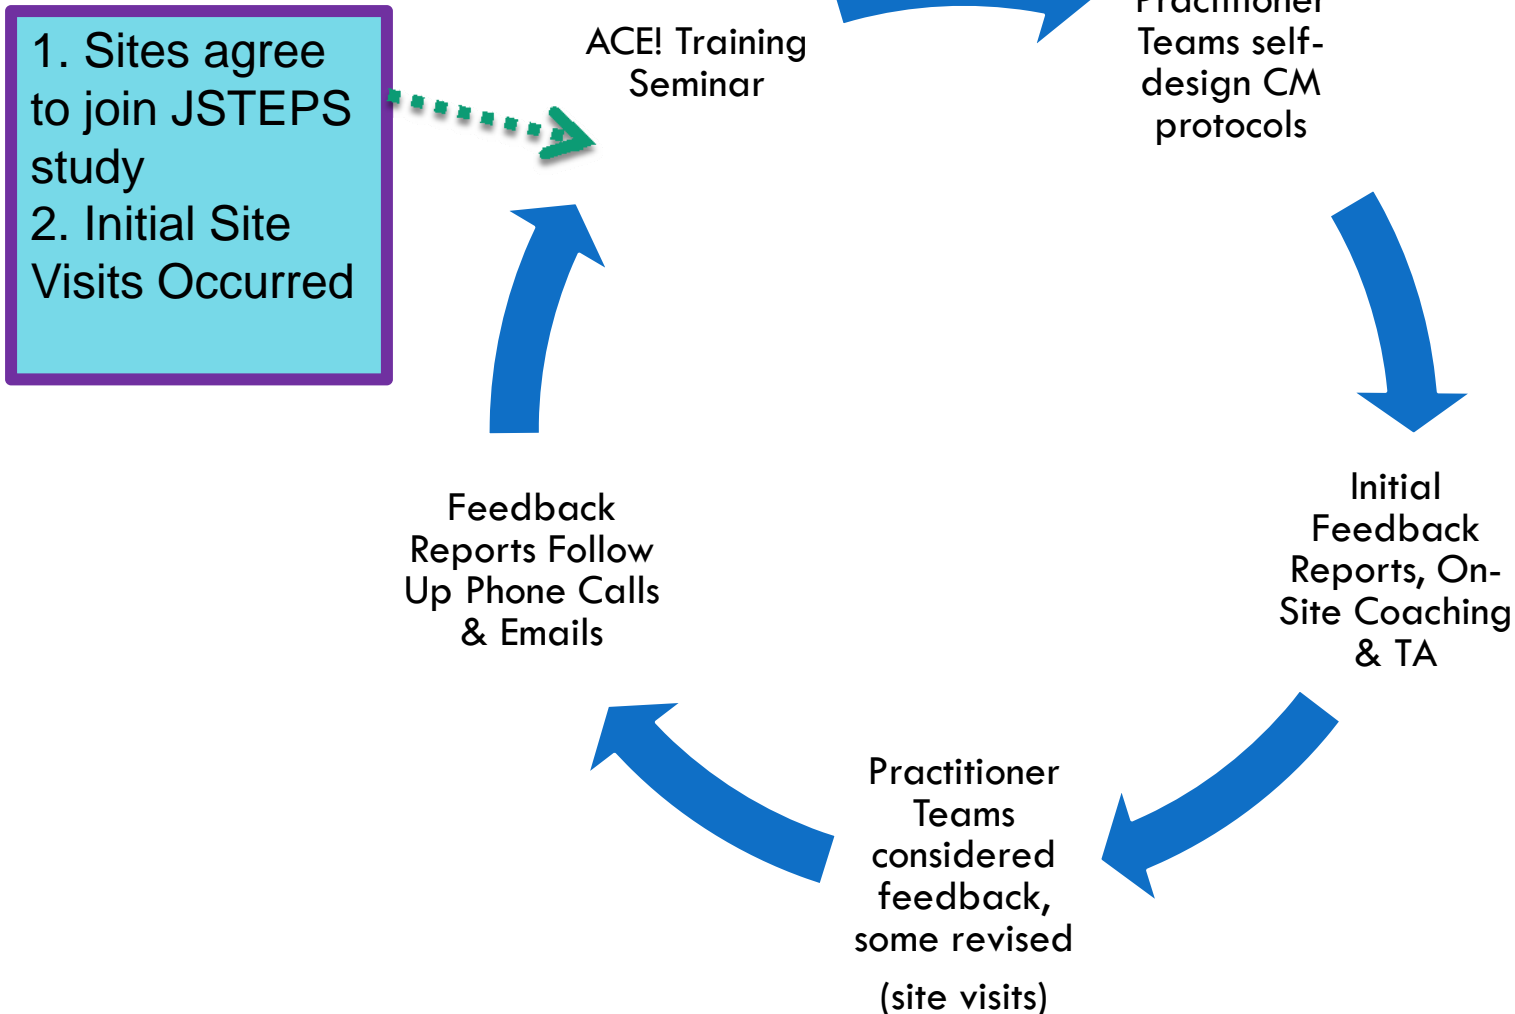 1. Sites agree
to join JSTEPS
study
2. Initial Site
Visits Occurred
ACE! Training
Seminar
Practitioner
Teams self-
design CM
protocols
Initial
Feedback
Reports, On-
Site Coaching
& TA
Practitioner
Teams
considered
feedback,
some revised
(site visits)
Feedback
Reports Follow
Up Phone Calls
& Emails